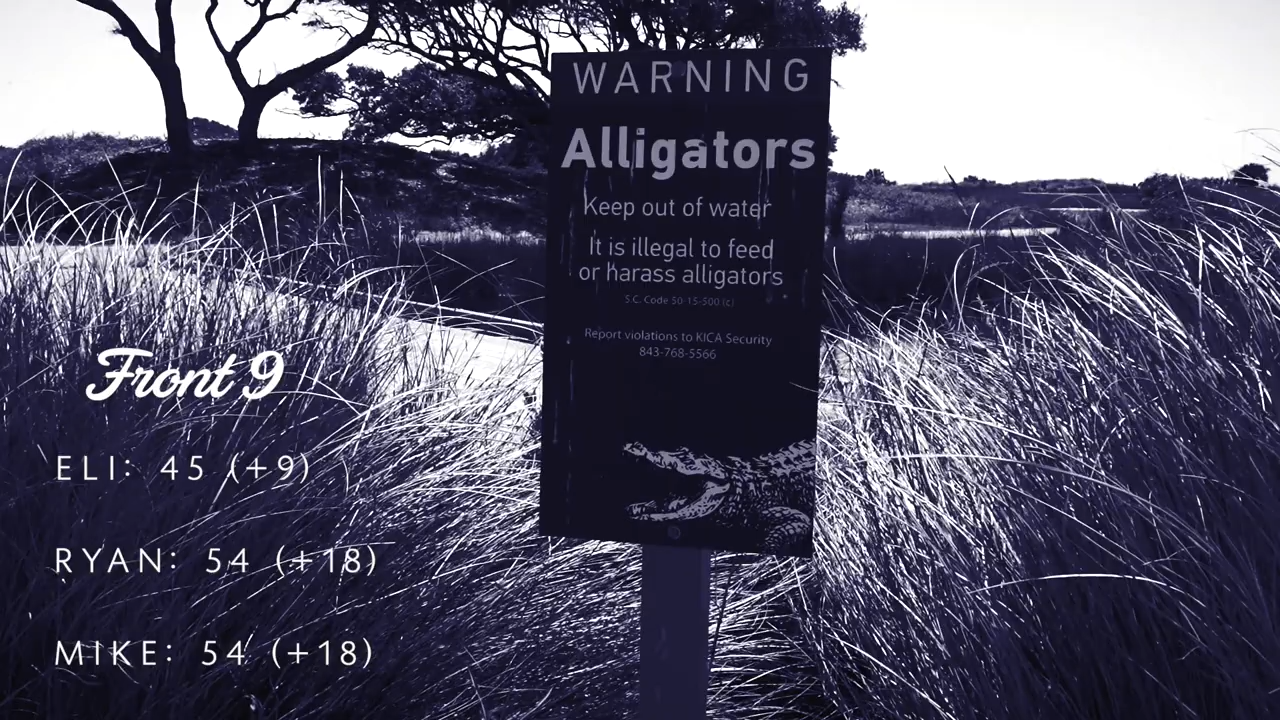 WARNING
Alligators
Keep out of water
It is illegal to feed
or harass alligators
S.C. Code 50-15-500 (c)
Report violations to KICA Security
843-768-5566
Front 9
ELI: 45 (+9)
RYAN: 54 (+18)
MIKE: 54 (+18)